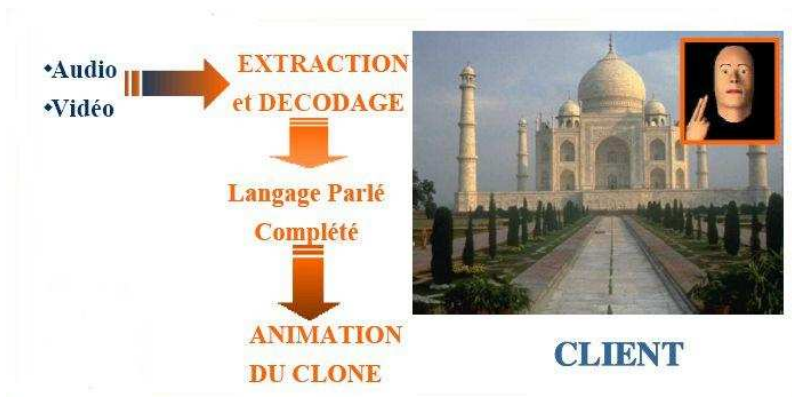 •Audio
•Vidéo
EXTRACTION
et DECODAGE
Langage Parlé
Complété
ANIMATION
DU CLONE
CLIENT